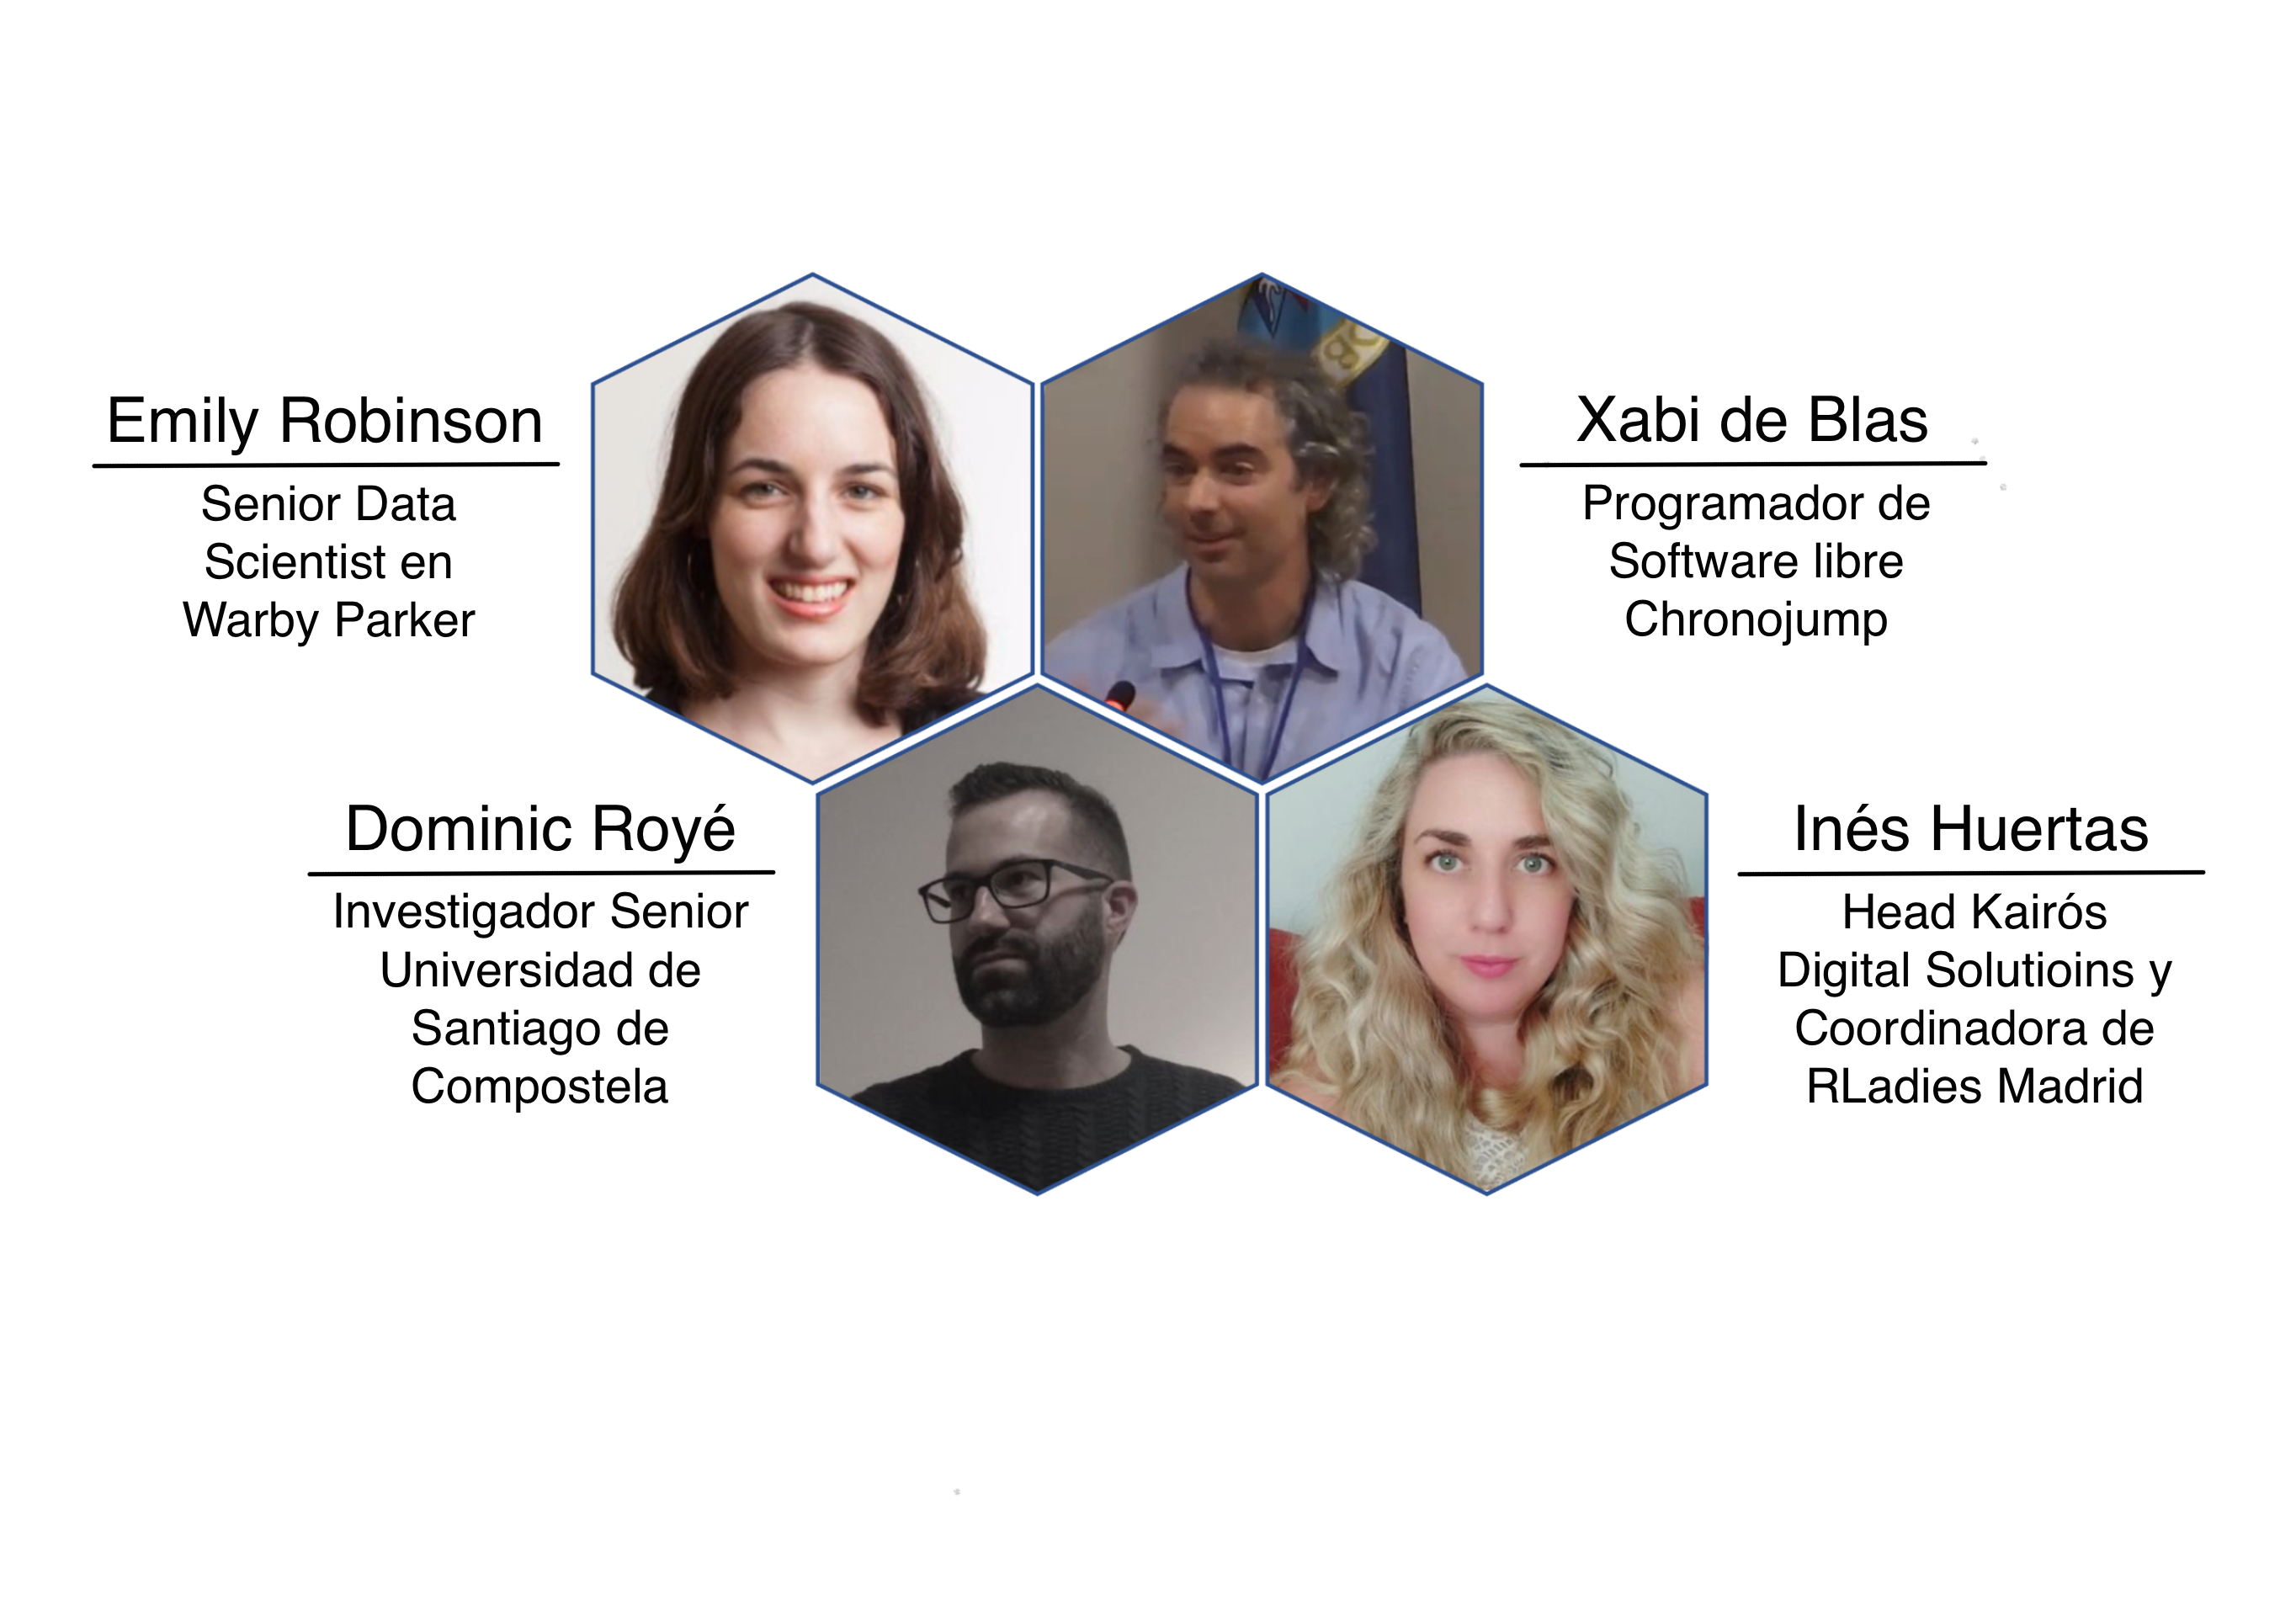 Emily Robinson
Senior Data
Scientist en
Warby Parker
Xabi de Blas
Programador de
Software libre
Chronojump
Dominic Royé
Investigador Senior
Universidad de
Santiago de
Compostela
Inés Huertas
Head Kairós
Digital Solutioins y
Coordinadora de
RLadies Madrid